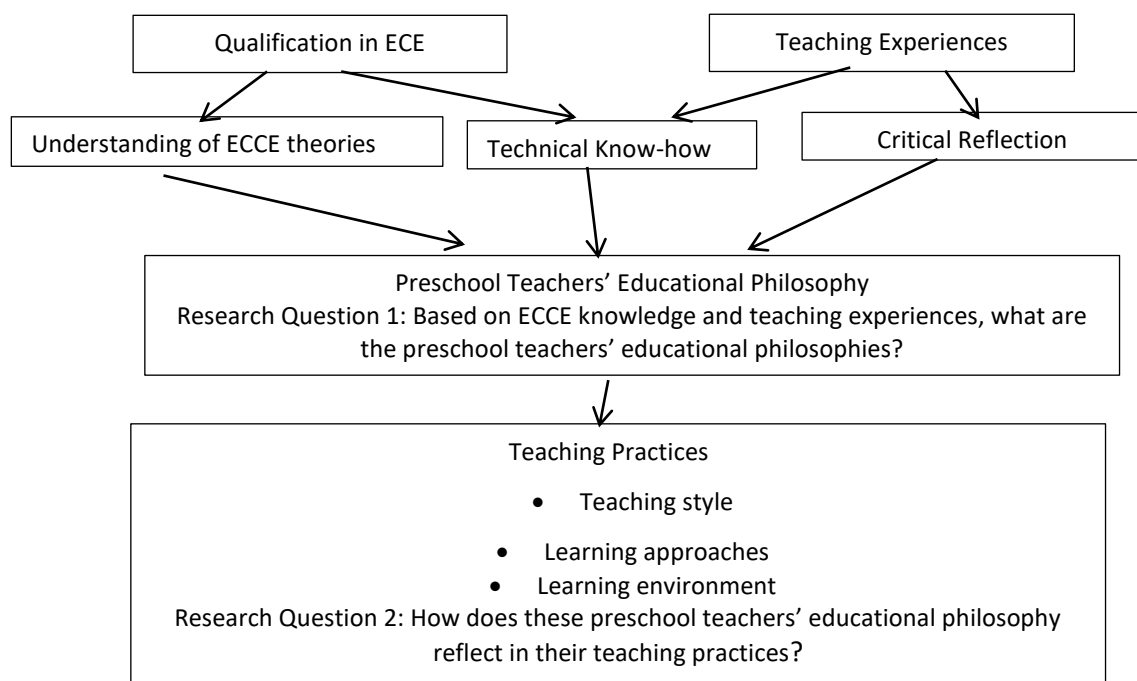 Qualification in ECE
Teaching Experiences
Understanding of ECCE theories
Technical Know-how
Critical Reflection
Preschool Teachers’ Educational Philosophy
Research Question 1: Based on ECCE knowledge and teaching experiences, what are
the preschool teachers’ educational philosophies?
Teaching Practices
• Teaching style
• Learning approaches
• Learning environment
Research Question 2: How does these preschool teachers’ educational philosophy
reflect in their teaching practices?